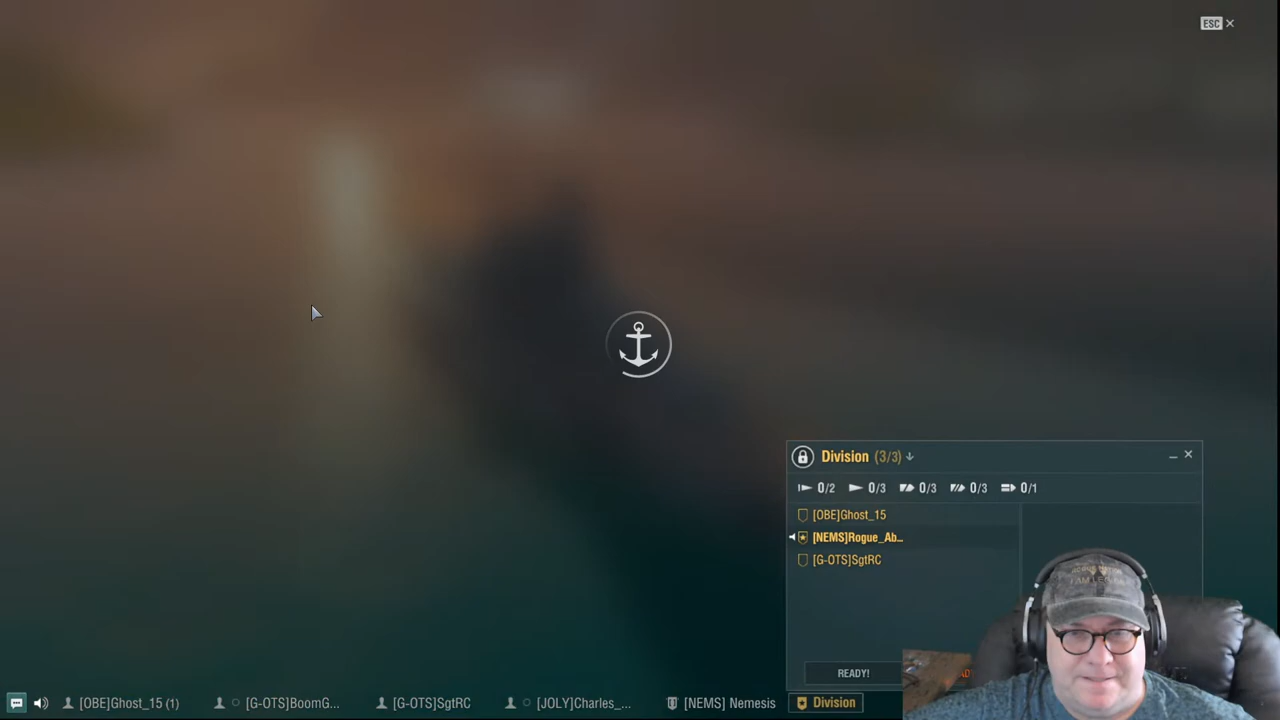 ESC
Division (3/3)
0/2 0/3 0/3 0/3 0/1
[OBE]Ghost_15
[NEMS]Rogue_Ab...
[G-OTS]SgtRC
READY!
[OBE]Ghost_15 (1) [G-OTS]BoomG... [G-OTS]SgtRC [JOLY]Charles_... [NEMS] Nemesis Division